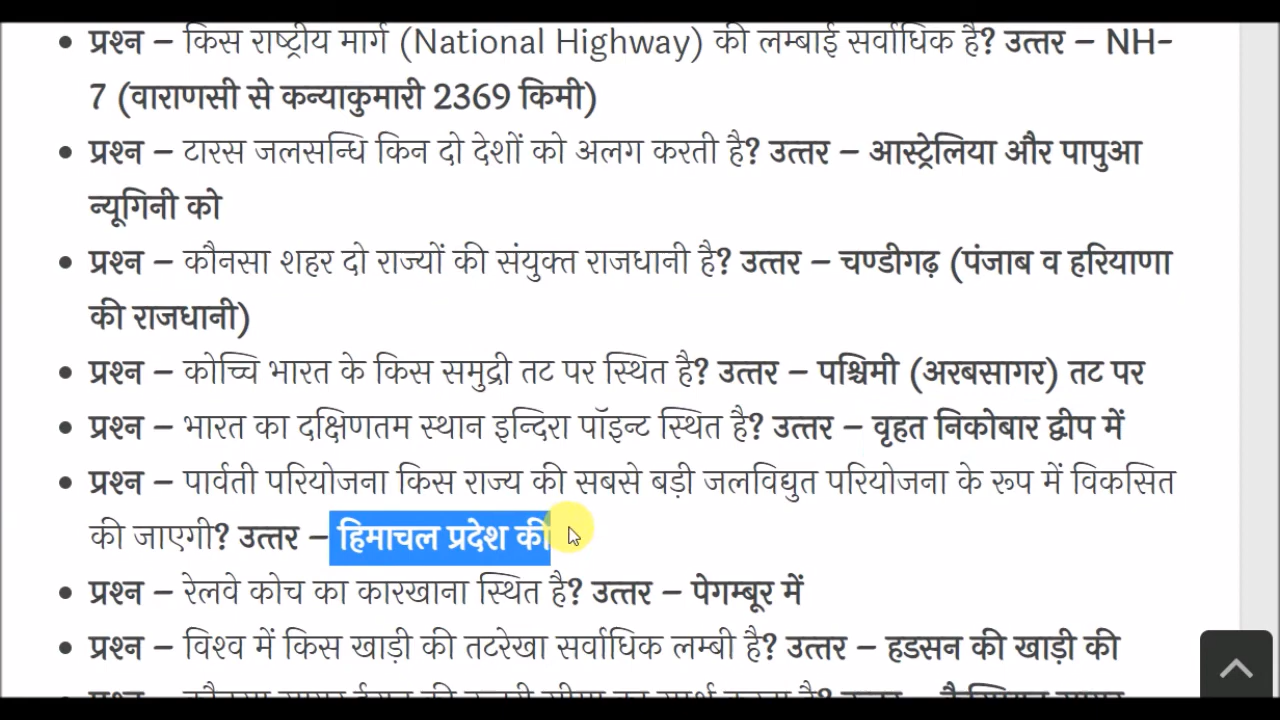 • प्रश्न – किस राष्ट्रीय मार्ग (National Highway) की लम्बाई सर्वाधिक है? उत्तर – NH-
7 (वाराणसी से कन्याकुमारी 2369 किमी)
• प्रश्न – टारस जलसन्धि किन दो देशों को अलग करती है? उत्तर – आस्ट्रेलिया और पापुआ
न्यूगिनी को
• प्रश्न – कौनसा शहर दो राज्यों की संयुक्त राजधानी है? उत्तर – चण्डीगढ़ (पंजाब व हरियाणा
की राजधानी)
• प्रश्न – कोच्चि भारत के किस समुद्री तट पर स्थित है? उत्तर – पश्चिमी (अरबसागर) तट पर
• प्रश्न – भारत का दक्षिणतम स्थान इन्दिरा पॉइन्ट स्थित है? उत्तर – वृहत निकोबार द्वीप में
• प्रश्न – पार्वती परियोजना किस राज्य की सबसे बड़ी जलविद्युत परियोजना के रूप में विकसित
की जाएगी? उत्तर – हिमाचल प्रदेश की
• प्रश्न – रेलवे कोच का कारखाना स्थित है? उत्तर – पेगम्बूर में
• प्रश्न – विश्व में किस खाड़ी की तटरेखा सर्वाधिक लम्बी है? उत्तर – हडसन की खाड़ी की